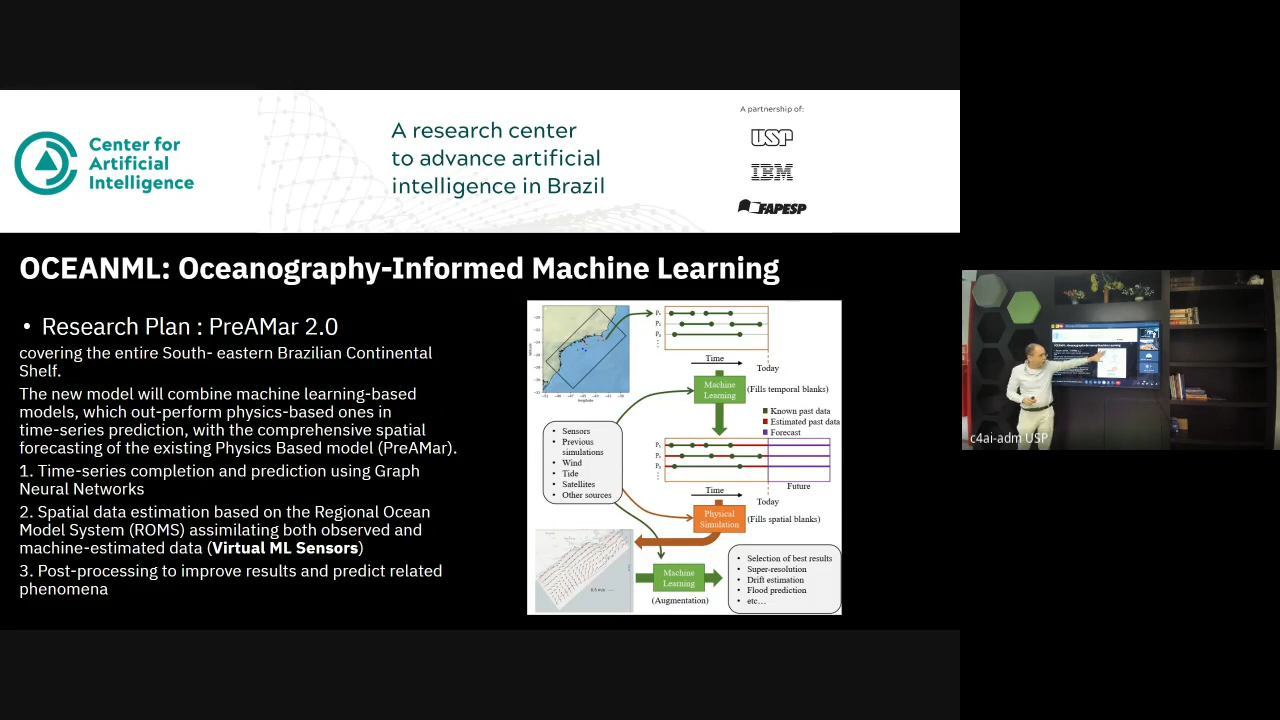 Center for
Artificial
Intelligence
A research center
to advance artificial
intelligence in Brazil
A partnership of:
USP
IBM
FAPESP
OCEANML: Oceanography-Informed Machine Learning
• Research Plan : PreAMar 2.0
covering the entire South- eastern Brazilian Continental
Shelf.
The new model will combine machine learning-based
models, which out-perform physics-based ones in
time-series prediction, with the comprehensive spatial
forecasting of the existing Physics Based model (PreAMar).
1. Time-series completion and prediction using Graph
Neural Networks
2. Spatial data estimation based on the Regional Ocean
Model System (ROMS) assimilating both observed and
machine-estimated data (Virtual ML Sensors)
3. Post-processing to improve results and predict related
phenomena
Time
Today
Machine
Learning
(Fills temporal blanks)
Known past data
Estimated past data
Forecast
• Sensors
• Previous
simulations
• Wind
• Tide
• Satellites
• Other sources
Future
Time
Today
Physical
Simulation
(Fills spatial blanks)
Machine
Learning
(Augmentation)
• Selection of best results
• Super-resolution
• Drift estimation
• Flood prediction
• etc…
c4ai-adm USP